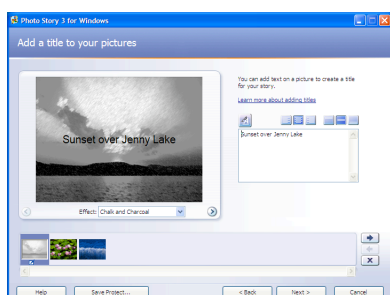 Photo Story 3 for Windows
Add a title to your pictures
You can add text on a picture to create a title
for your story.
Learn more about adding titles
Sunset over Jenny Lake
Sunset over Jenny Lake
Effect: Chalk and Charcoal
Help
Save Project...
< Back
Next >
Cancel